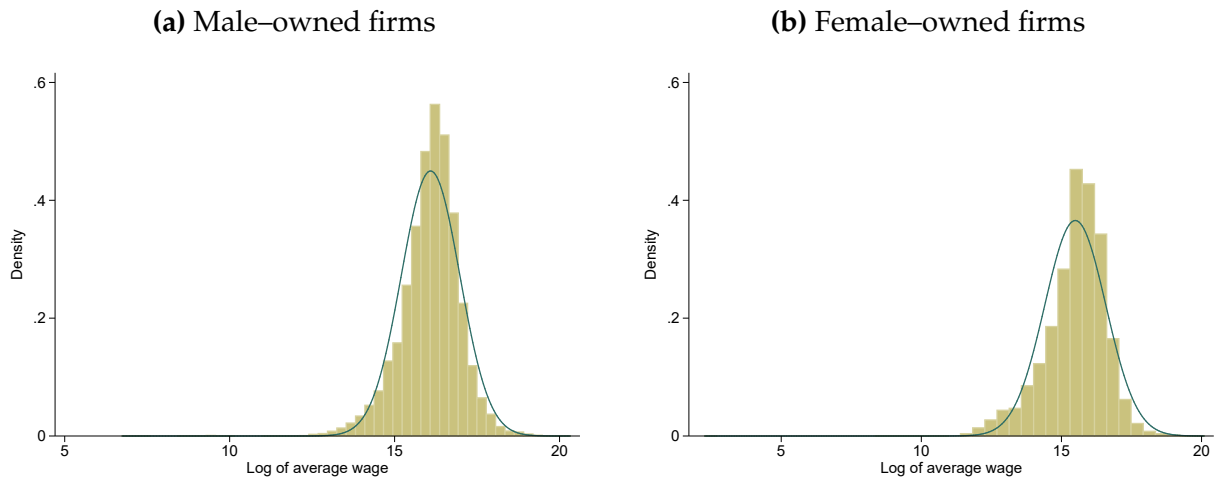 (a) Male–owned firms
(b) Female–owned firms
.6
.4
.2
0
Density
5 10 15 20
Log of average wage
.6
.4
.2
0
Density
5 10 15 20
Log of average wage